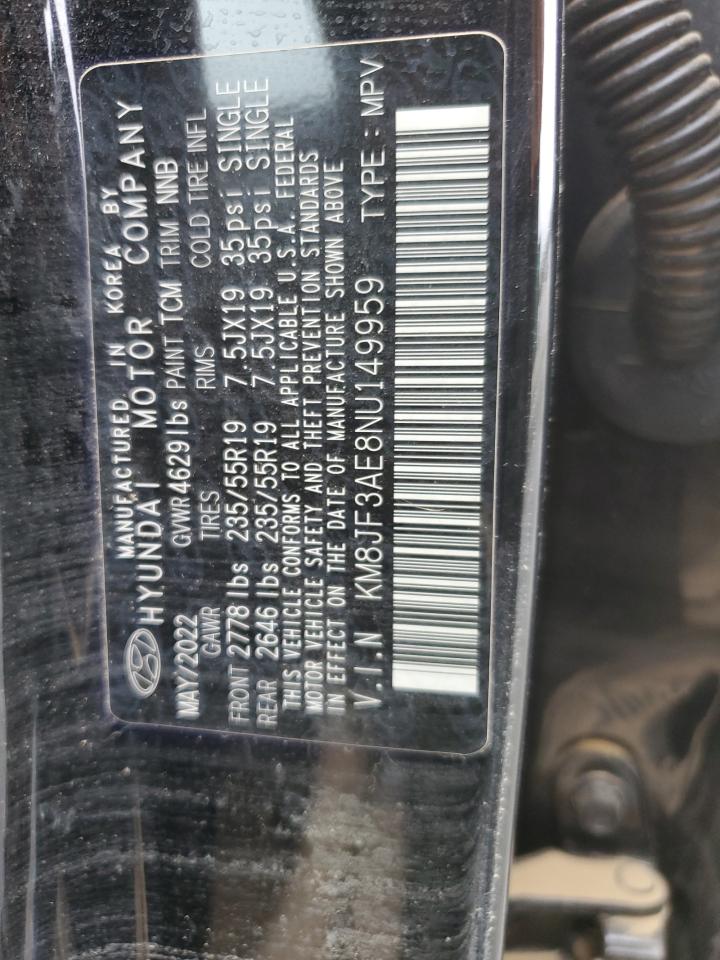 MANUFACTURED IN KOREA BY
HYUNDAI MOTOR COMPANY
MAY/2022 GVWR 4629lbs PAINT TCM TRIM NNB
GAWR TIRES RIMS COLD TIRE INFL
FRONT 2778 lbs 235/55R19 7.5JX19 35psi SINGLE
REAR 2646 lbs 235/55R19 7.5JX19 35psi SINGLE
THIS VEHICLE CONFORMS TO ALL APPLICABLE U.S.A. FEDERAL
MOTOR VEHICLE SAFETY AND THEFT PREVENTION STANDARDS
IN EFFECT ON THE DATE OF MANUFACTURE SHOWN ABOVE
V.I.N KM8JF3AE8NU149959 TYPE : MPV